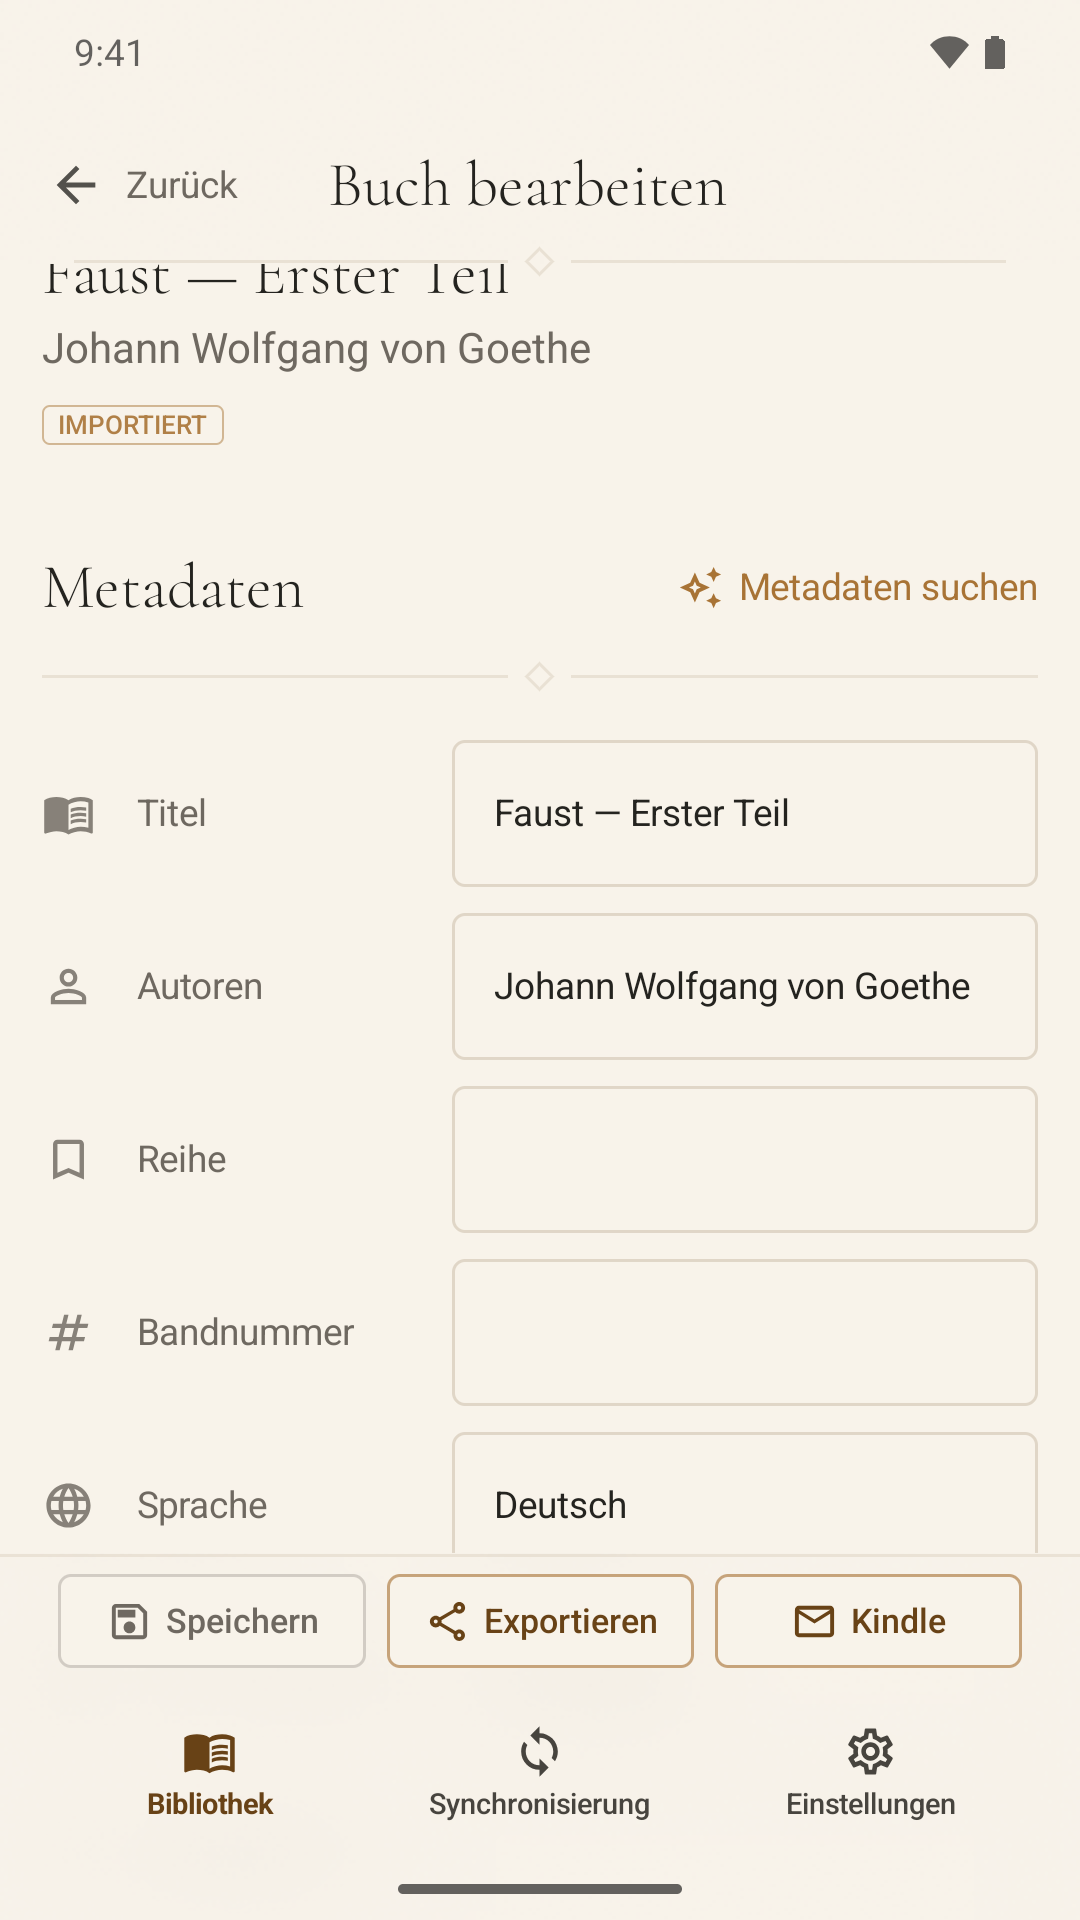 9:41
Zurück
Buch bearbeiten
Faust — Erster Teil
Johann Wolfgang von Goethe
IMPORTIERT
Metadaten
Metadaten suchen
Titel
Faust — Erster Teil
Autoren
Johann Wolfgang von Goethe
Reihe
Bandnummer
Sprache
Deutsch
Speichern
Exportieren
Kindle
Bibliothek
Synchronisierung
Einstellungen